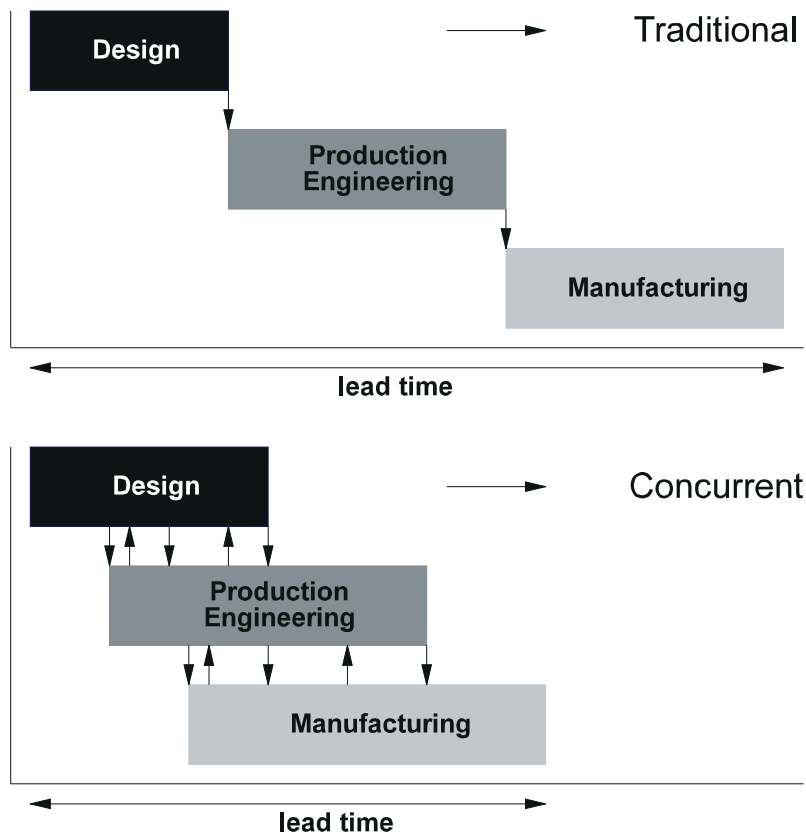 Design
Traditional
Production
Engineering
Manufacturing
lead time
Design
Concurrent
Production
Engineering
Manufacturing
lead time